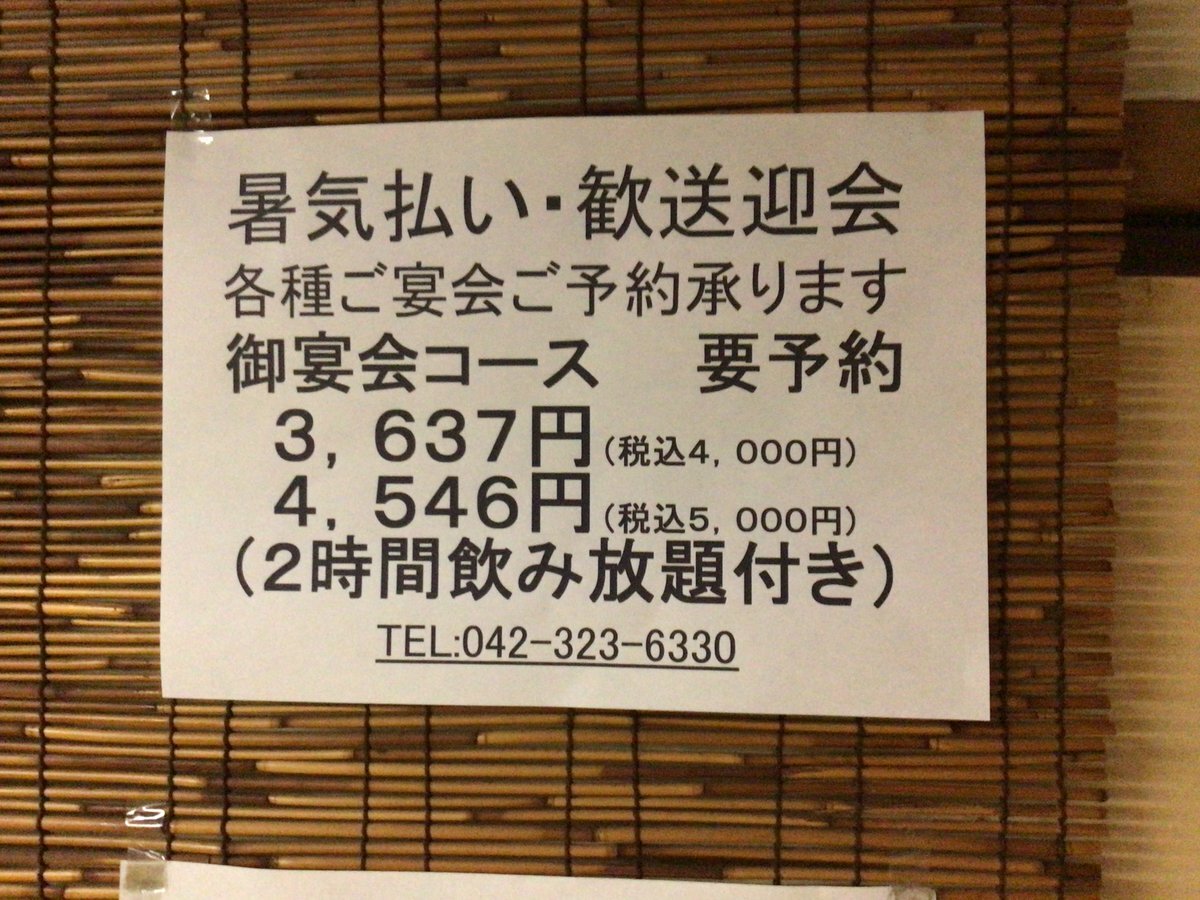 暑気払い・歓送迎会
各種ご宴会ご予約承ります
御宴会コース　要予約
３，６３７円（税込４，０００円）
４，５４６円（税込５，０００円）
（２時間飲み放題付き）
TEL:042-323-6330